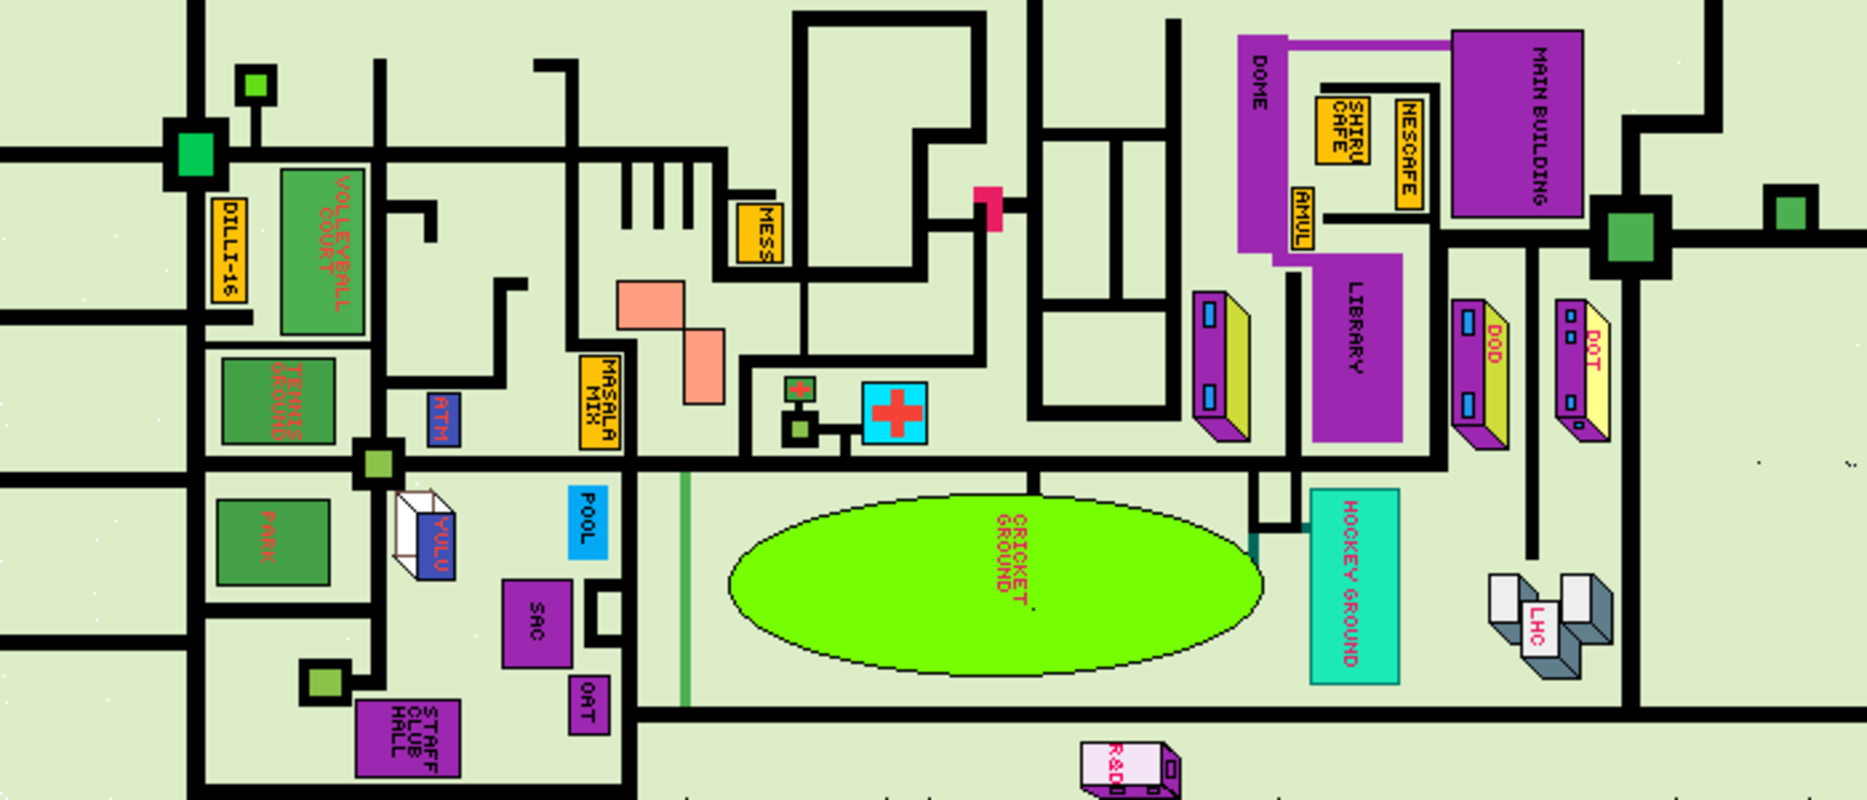 DOME
MAIN BUILDING
SHIRU
CAFE
NESCAFE
VOLLEYBALL
COURT
DILLI-16
MESS
AMUL
LIBRARY
DOD
DOT
TENNIS
GROUND
ATM
MASALA
MIX
PARK
YULU
POOL
CRICKET
GROUND
HOCKEY GROUND
SAC
LHC
OAT
STAFF
CLUB
HALL
R&D